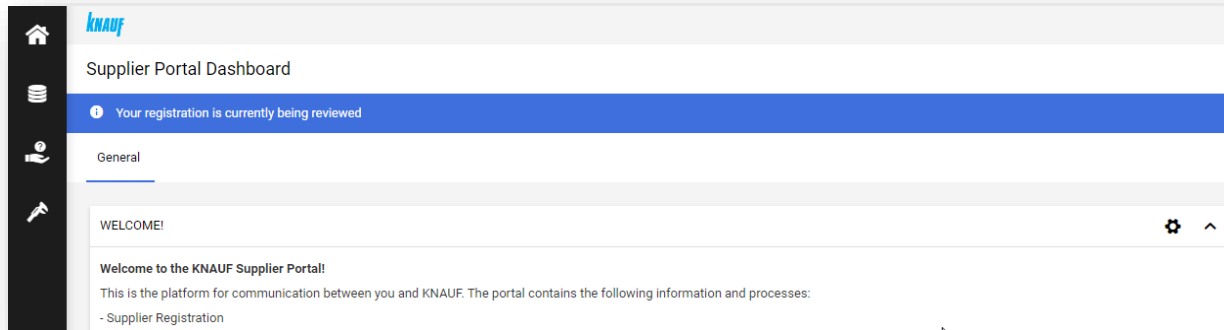 KNAUF
Supplier Portal Dashboard
Your registration is currently being reviewed
General
WELCOME!
Welcome to the KNAUF Supplier Portal!
This is the platform for communication between you and KNAUF. The portal contains the following information and processes:
- Supplier Registration